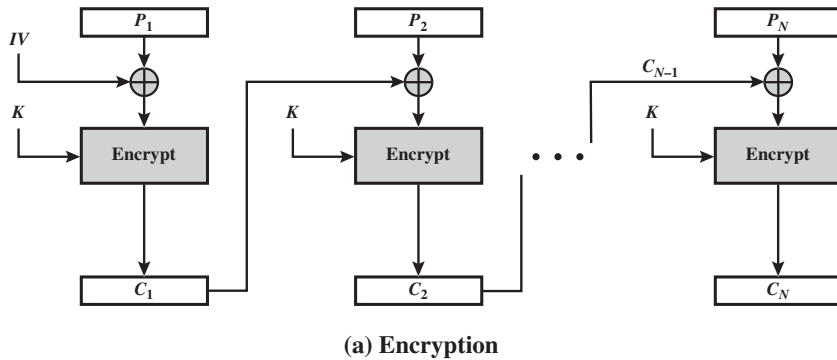 P1 P2 PN
IV
CN–1
K K K
Encrypt Encrypt Encrypt
C1 C2 CN
(a) Encryption